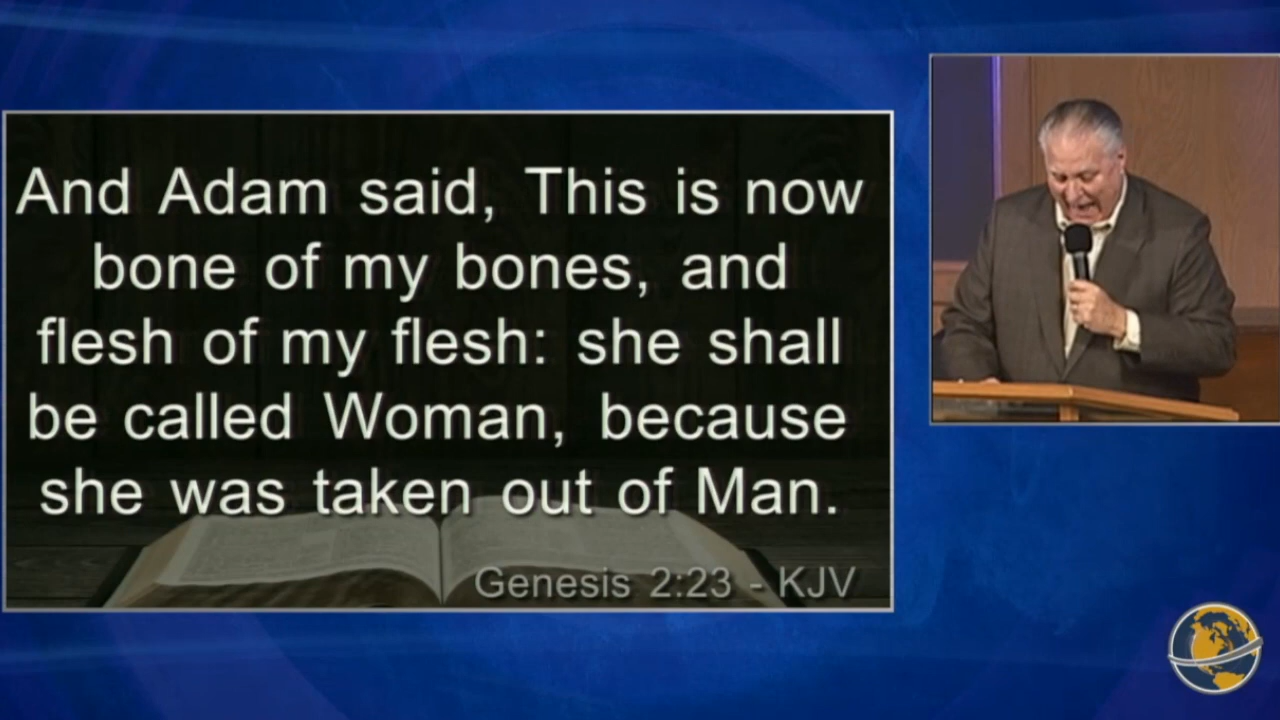 And Adam said, This is now
bone of my bones, and
flesh of my flesh: she shall
be called Woman, because
she was taken out of Man.
Genesis 2:23 - KJV